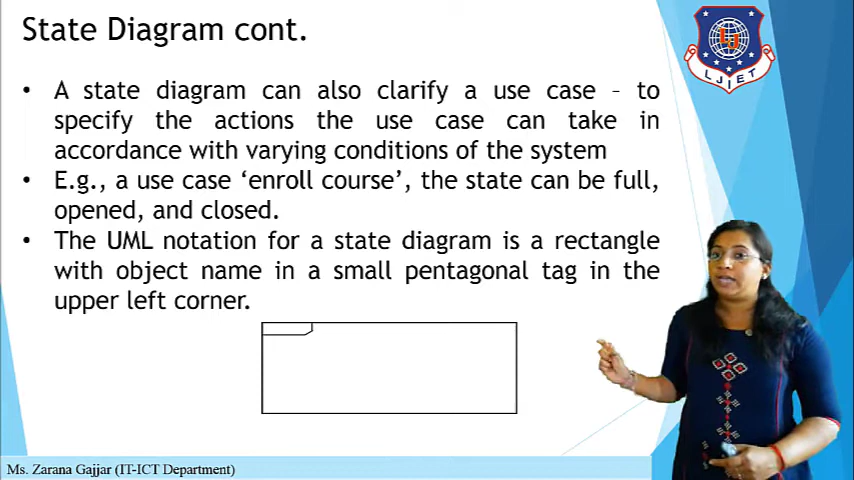 State Diagram cont.
• A state diagram can also clarify a use case – to
specify the actions the use case can take in
accordance with varying conditions of the system
• E.g., a use case ‘enroll course’, the state can be full,
opened, and closed.
• The UML notation for a state diagram is a rectangle
with object name in a small pentagonal tag in the
upper left corner.
LJ
LJIET
Ms. Zarana Gajjar (IT-ICT Department)